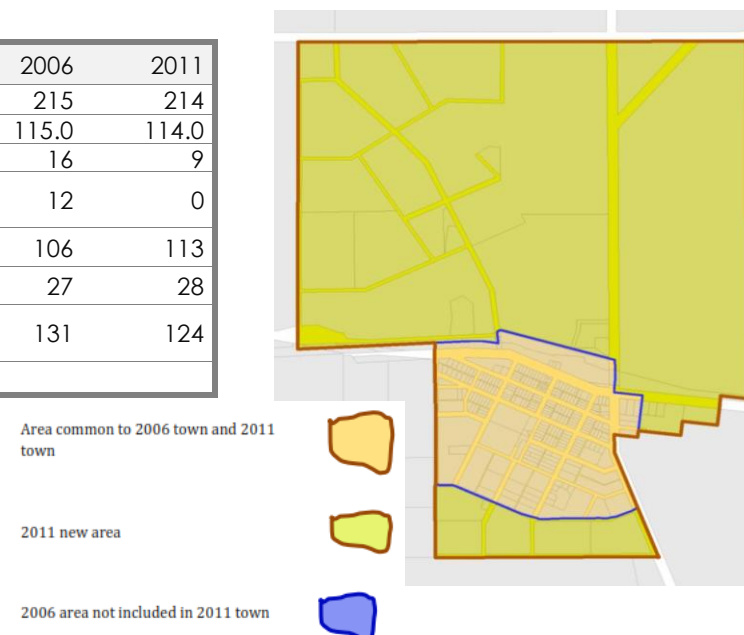 2006 2011
215 214
115.0 114.0
16 9
12 0
106 113
27 28
131 124
Area common to 2006 town and 2011
town
2011 new area
2006 area not included in 2011 town